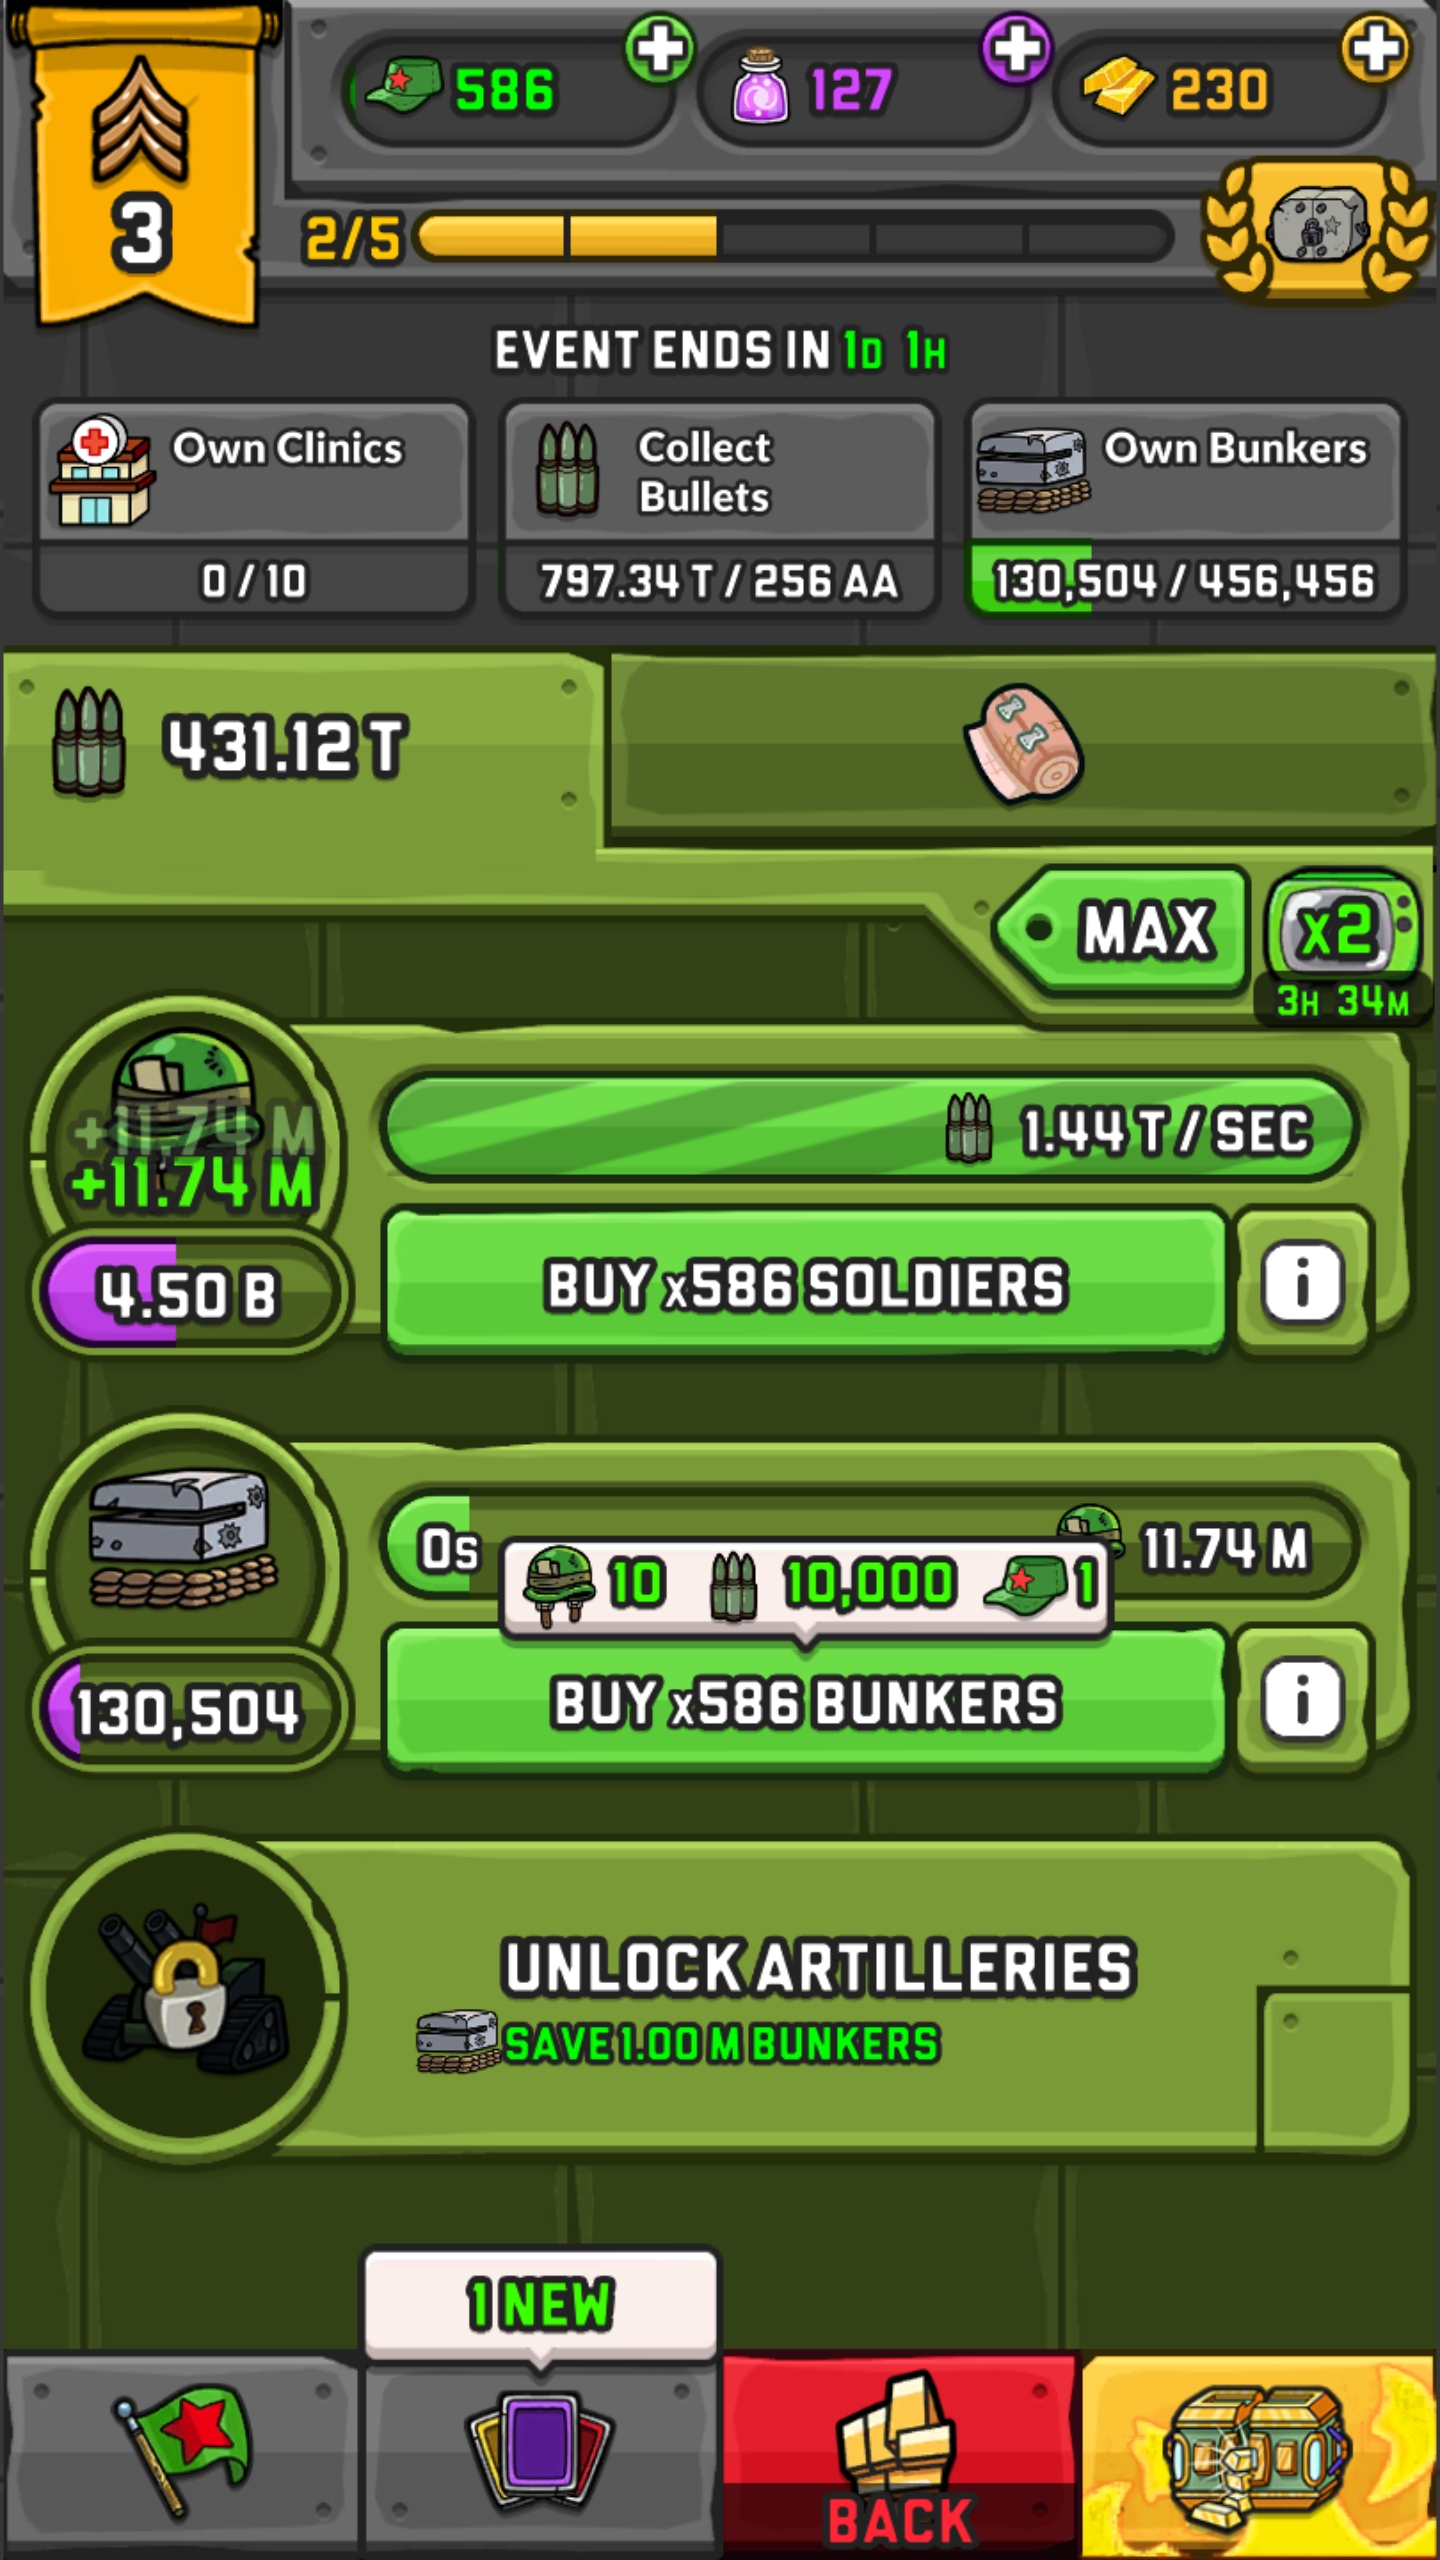 586
127
230
3
2/5
EVENT ENDS IN 1D 1H
Own Clinics
0 / 10
Collect
Bullets
797.34 T / 256 AA
Own Bunkers
130,504 / 456,456
431.12 T
MAX
x2
3H 34M
+11.74 M
+11.74 M
4.50 B
1.44 T / SEC
BUY x586 SOLDIERS
i
0s
11.74 M
10
10,000
1
130,504
BUY x586 BUNKERS
i
UNLOCK ARTILLERIES
SAVE 1.00 M BUNKERS
1 NEW
BACK